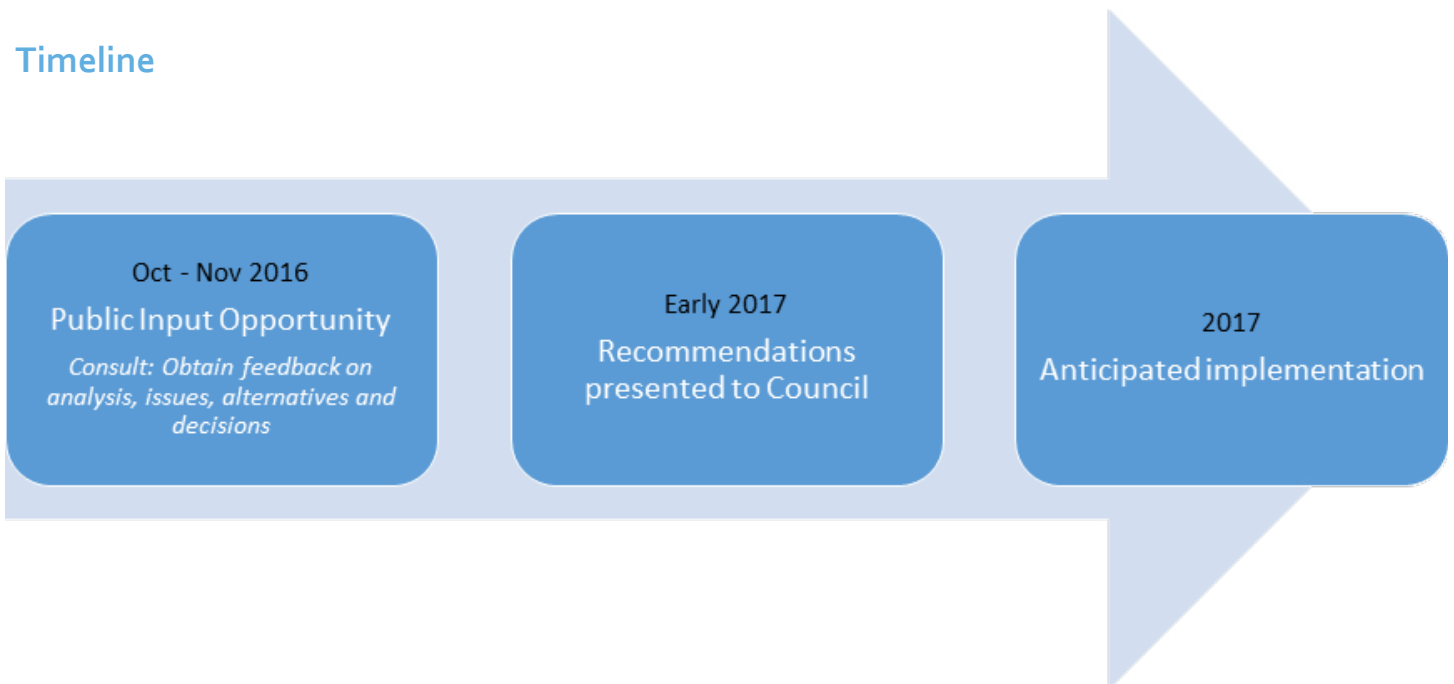 Timeline
Oct - Nov 2016
Public Input Opportunity
Consult: Obtain feedback on
analysis, issues, alternatives and
decisions
Early 2017
Recommendations
presented to Council
2017
Anticipated implementation